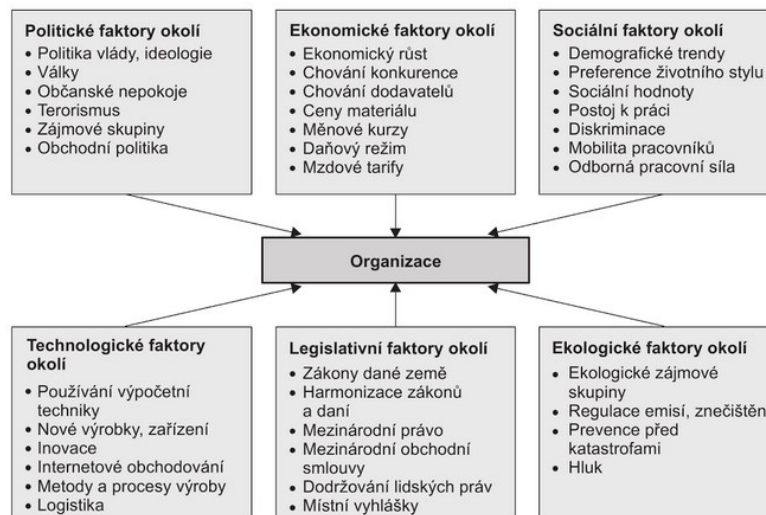 Politické faktory okolí
• Politika vlády, ideologie
• Války
• Občanské nepokoje
• Terorismus
• Zájmové skupiny
• Obchodní politika
Ekonomické faktory okolí
• Ekonomický růst
• Chování konkurence
• Chování dodavatelů
• Ceny materiálu
• Měnové kurzy
• Daňový režim
• Mzdové tarify
Sociální faktory okolí
• Demografické trendy
• Preference životního stylu
• Sociální hodnoty
• Postoj k práci
• Diskriminace
• Mobilita pracovníků
• Odborná pracovní síla
Organizace
Technologické faktory
okolí
• Používání výpočetní
techniky
• Nové výrobky, zařízení
• Inovace
• Internetové obchodování
• Metody a procesy výroby
• Logistika
Legislativní faktory okolí
• Zákony dané země
• Harmonizace zákonů
a daní
• Mezinárodní právo
• Mezinárodní obchodní
smlouvy
• Dodržování lidských práv
• Místní vyhlášky
Ekologické faktory okolí
• Ekologické zájmové
skupiny
• Regulace emisí, znečištěn
• Prevence před
katastrofami
• Hluk